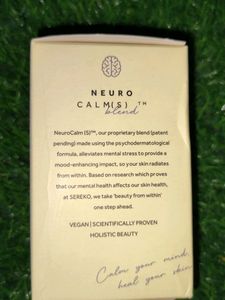 NEURO
CALM(S)™
blend
NeuroCalm (S)™, our proprietary blend (patent
pending) made using the psychodermatological
formula, alleviates mental stress to provide a
mood-enhancing impact, so your skin radiates
from within. Based on research which proves
that our mental health affects our skin health,
at SEREKO, we take 'beauty from within'
one step ahead.
VEGAN | SCIENTIFICALLY PROVEN
HOLISTIC BEAUTY
Calm your mind,
heal your skin